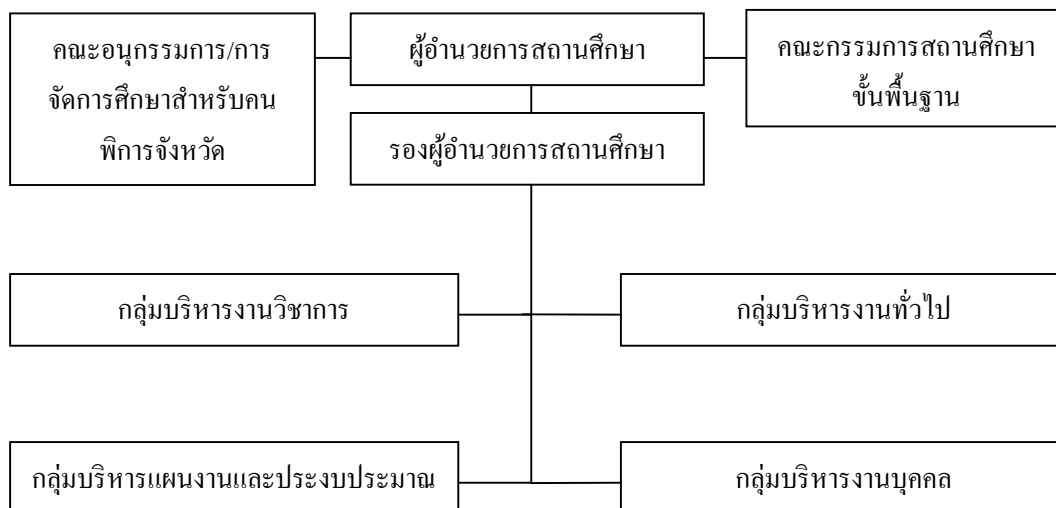 คณะอนุกรรมการ/การ
จัดการศึกษาสำหรับคน
พิการจังหวัด
ผู้อำนวยการสถานศึกษา
คณะกรรมการสถานศึกษา
ขั้นพื้นฐาน
รองผู้อำนวยการสถานศึกษา
กลุ่มบริหารงานวิชาการ
กลุ่มบริหารงานทั่วไป
กลุ่มบริหารแผนงานและประงบประมาณ
กลุ่มบริหารงานบุคคล